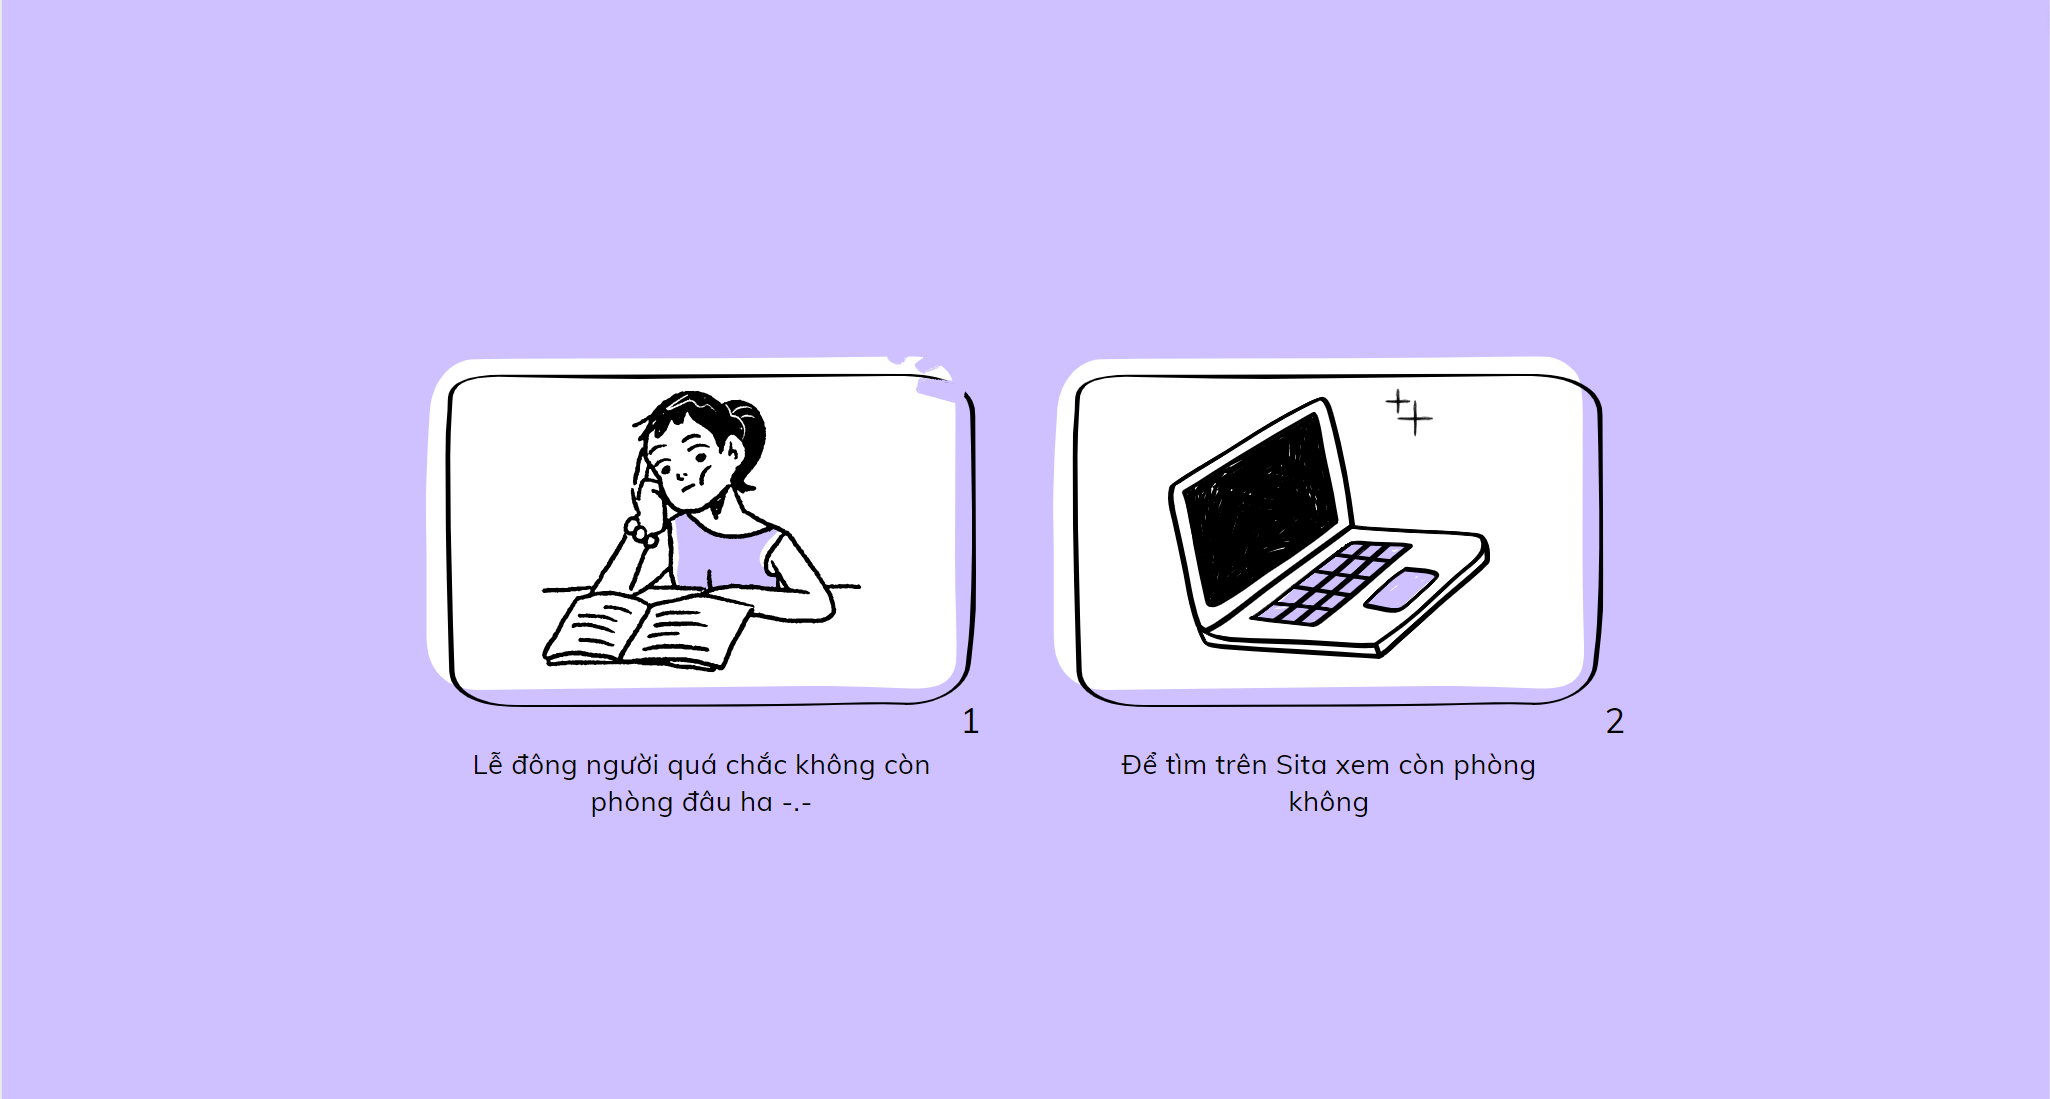 1
Lễ đông người quá chắc không còn
phòng đâu ha -.-
2
Để tìm trên Sita xem còn phòng
không